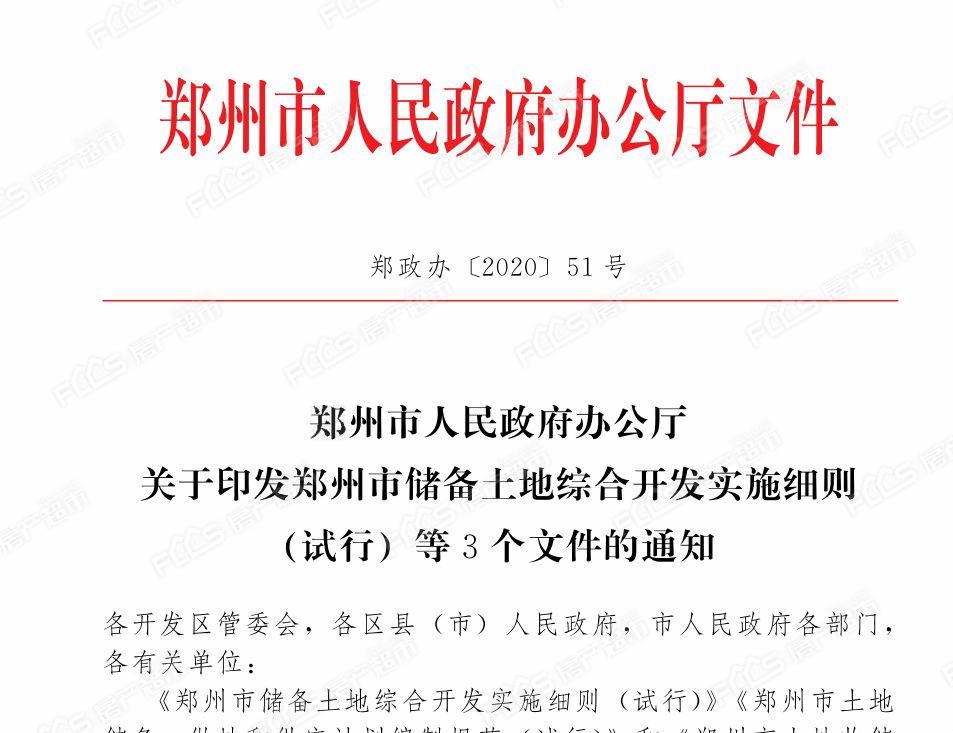 郑州市人民政府办公厅文件
郑政办〔2020〕51号
郑州市人民政府办公厅
关于印发郑州市储备土地综合开发实施细则
（试行）等3个文件的通知
各开发区管委会，各区县（市）人民政府，市人民政府各部门，
各有关单位：
《郑州市储备土地综合开发实施细则（试行）》《郑州市土地